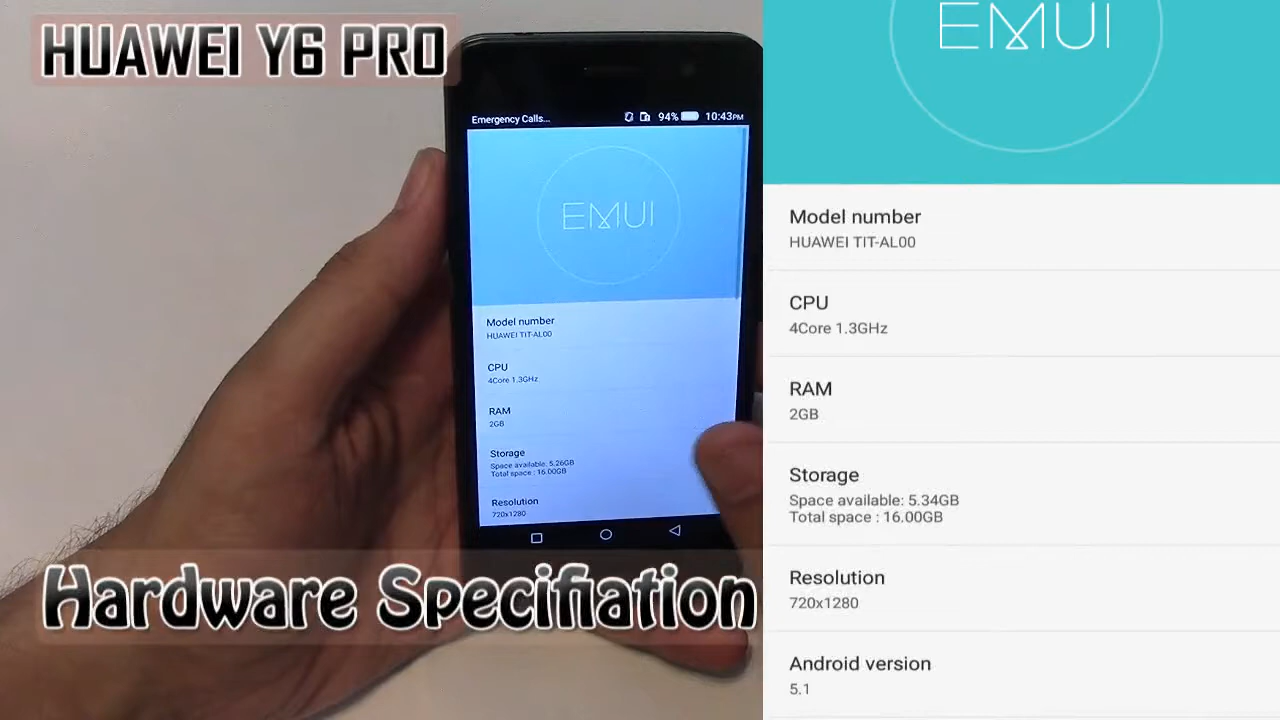 HUAWEI Y6 PRO
Emergency Calls...
94%
10:43PM
EMUI
Model number
HUAWEI TIT-AL00
CPU
4Core 1.3GHz
RAM
2GB
Storage
Space available: 5.26GB
Total space : 16.00GB
Resolution
720x1280
Hardware Specifiation
EMUI
Model number
HUAWEI TIT-AL00
CPU
4Core 1.3GHz
RAM
2GB
Storage
Space available: 5.34GB
Total space : 16.00GB
Resolution
720x1280
Android version
5.1